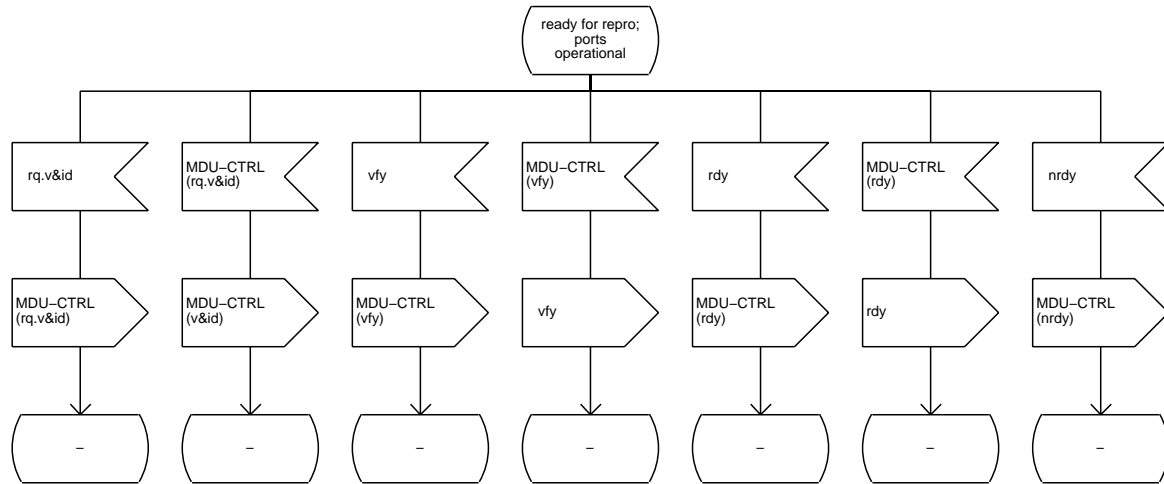 ready for repro;
ports
operational
rq.v&id
MDU−CTRL
(rq.v&id)
vfy
MDU−CTRL
(vfy)
rdy
MDU−CTRL
(rdy)
nrdy
MDU−CTRL
(rq.v&id)
MDU−CTRL
(v&id)
MDU−CTRL
(vfy)
vfy
MDU−CTRL
(rdy)
rdy
MDU−CTRL
(nrdy)
−
−
−
−
−
−
−